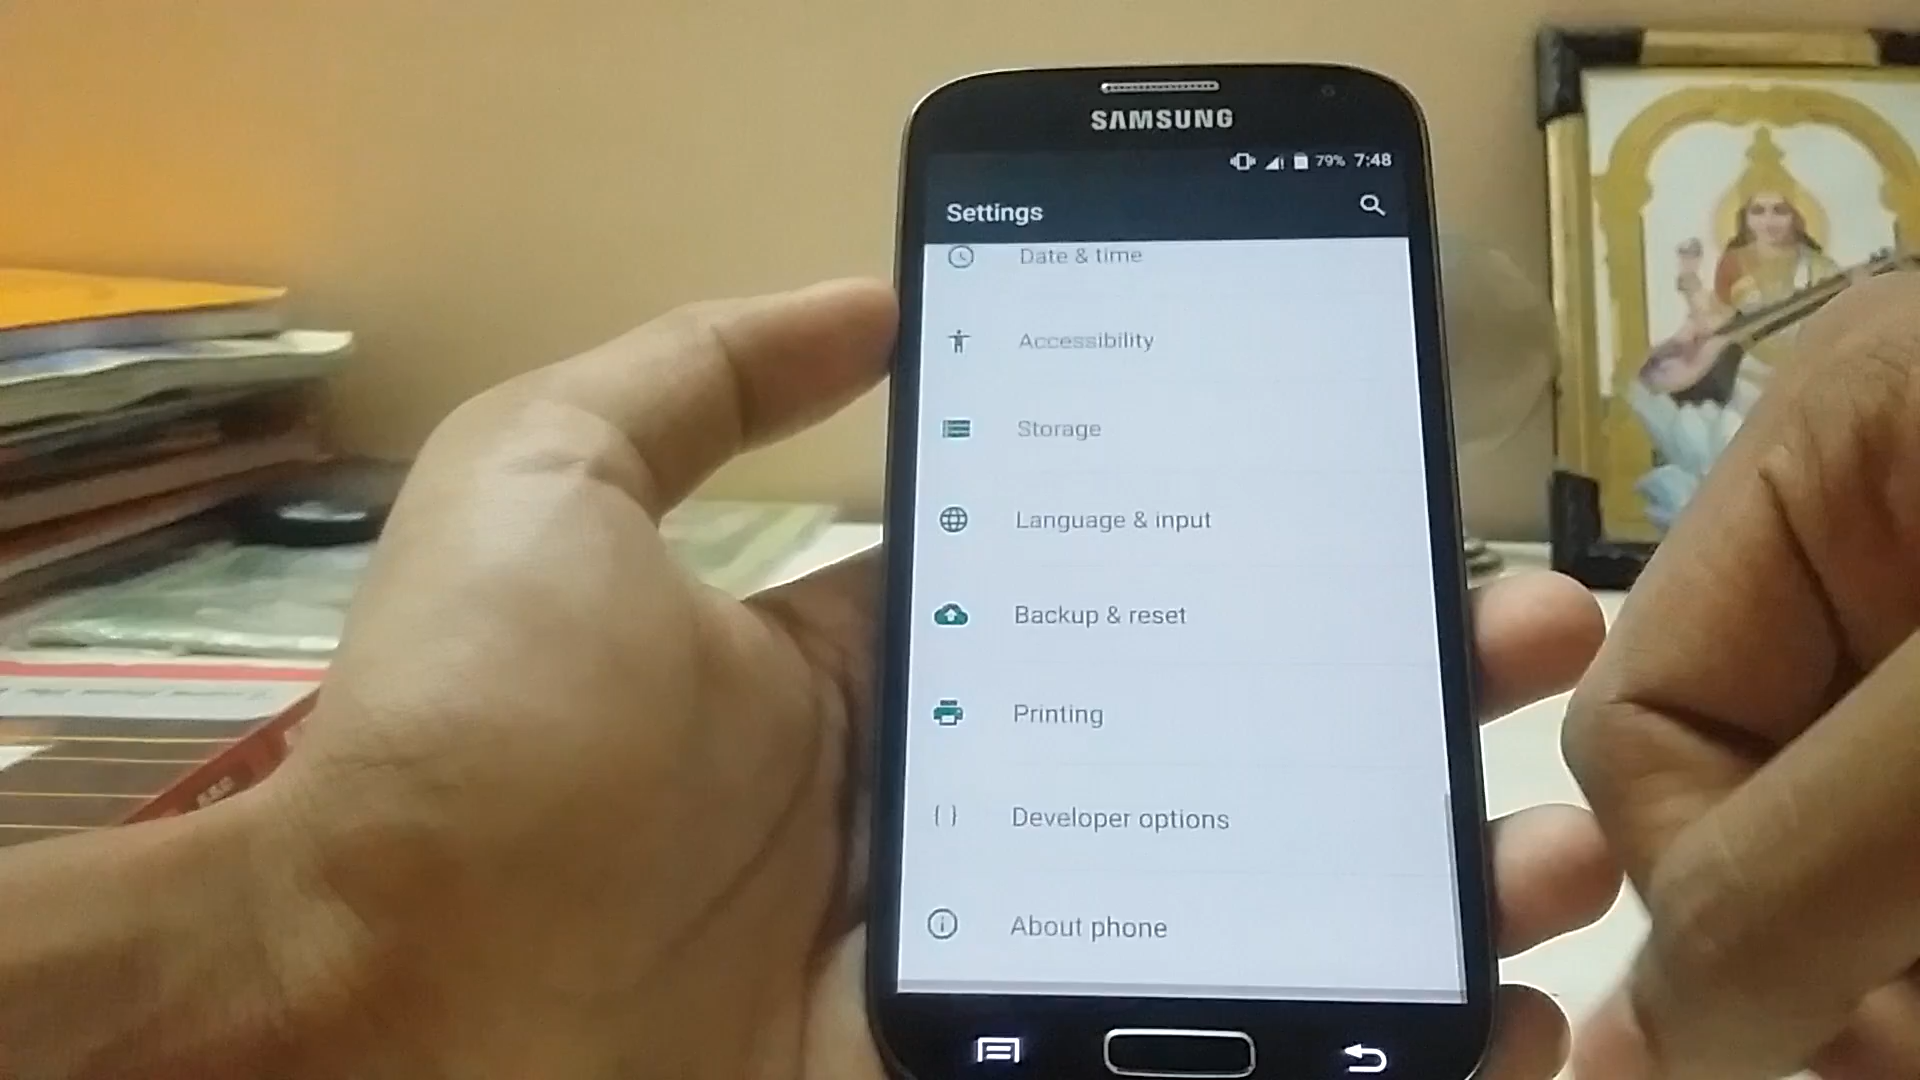 SAMSUNG
79% 7:48
Settings
Date & time
Accessibility
Storage
Language & input
Backup & reset
Printing
Developer options
About phone